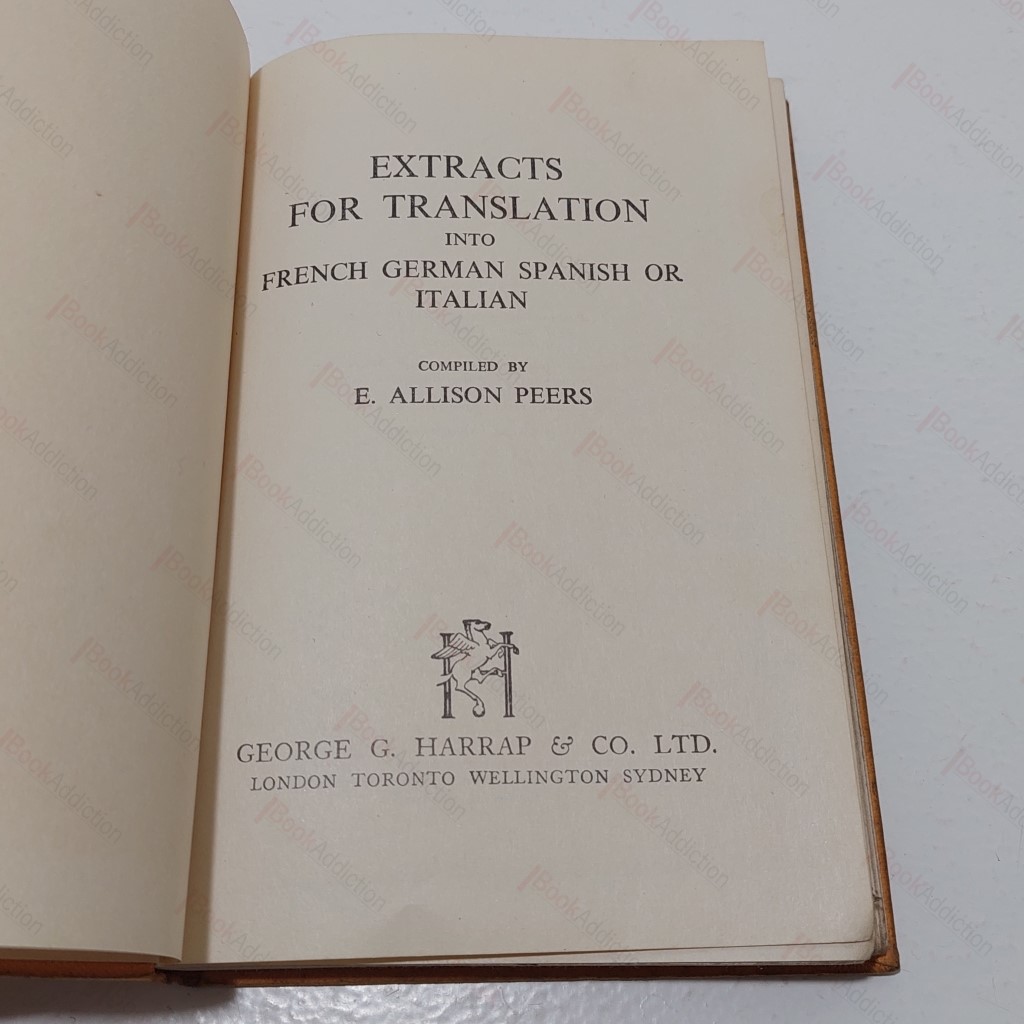 EXTRACTS
FOR TRANSLATION
INTO
FRENCH GERMAN SPANISH OR
ITALIAN
COMPILED BY
E. ALLISON PEERS
GEORGE G. HARRAP & CO. LTD.
LONDON TORONTO WELLINGTON SYDNEY
BookAddiction